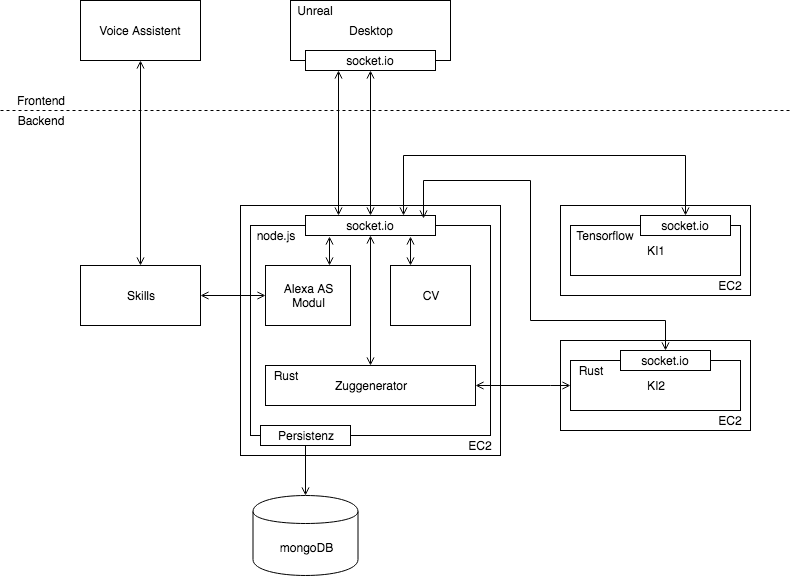 Voice Assistent
Unreal
Desktop
socket.io
Frontend
Backend
socket.io
node.js
Alexa AS
Modul
CV
Skills
Rust
Zuggenerator
Persistenz
EC2
socket.io
Tensorflow
KI1
EC2
socket.io
Rust
KI2
EC2
mongoDB